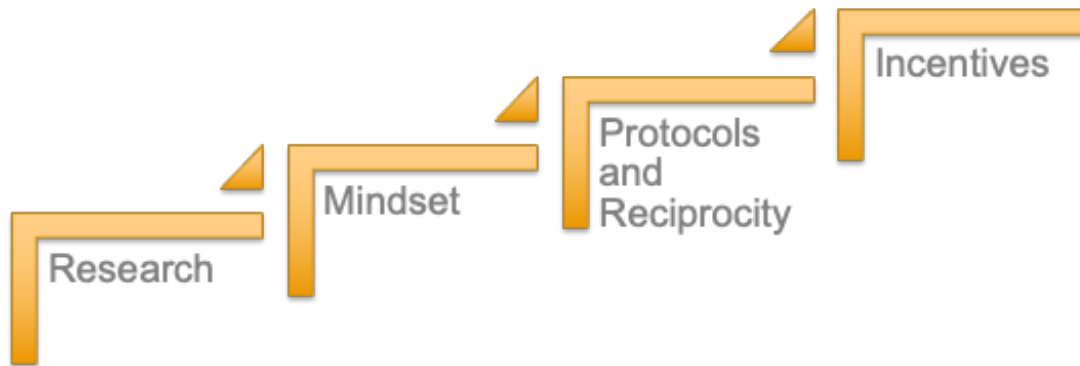 Research
Mindset
Protocols
and
Reciprocity
Incentives